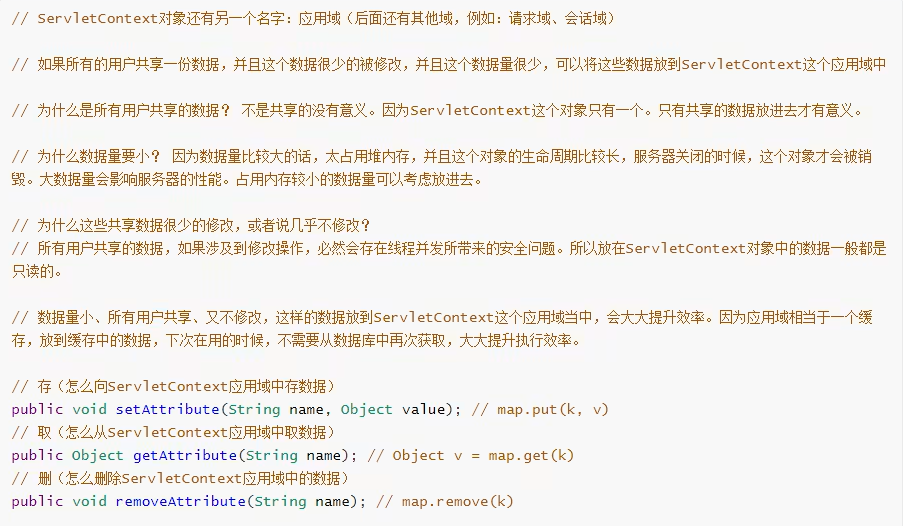 // ServletContext对象还有另一个名字：应用域（后面还有其他域，例如：请求域、会话域）
// 如果所有的用户共享一份数据，并且这个数据很少的被修改，并且这个数据量很少，可以将这些数据放到ServletContext这个应用域中
// 为什么是所有用户共享的数据？ 不是共享的没有意义。因为ServletContext这个对象只有一个。只有共享的数据放进去才有意义。
// 为什么数据量要小？ 因为数据量比较大的话，太占用堆内存，并且这个对象的生命周期比较长，服务器关闭的时候，这个对象才会被销
毁。大数据量会影响服务器的性能。占用内存较小的数据量可以考虑放进去。
// 为什么这些共享数据很少的修改，或者说几乎不修改？
// 所有用户共享的数据，如果涉及到修改操作，必然会存在线程并发所带来的安全问题。所以放在ServletContext对象中的数据一般都是
只读的。
// 数据量小、所有用户共享、又不修改，这样的数据放到ServletContext这个应用域当中，会大大提升效率。因为应用域相当于一个缓
存，放到缓存中的数据，下次在用的时候，不需要从数据库中再次获取，大大提升执行效率。
// 存（怎么向ServletContext应用域中存数据）
public void setAttribute(String name, Object value); // map.put(k, v)
// 取（怎么从ServletContext应用域中取数据）
public Object getAttribute(String name); // Object v = map.get(k)
// 删（怎么删除ServletContext应用域中的数据）
public void removeAttribute(String name); // map.remove(k)